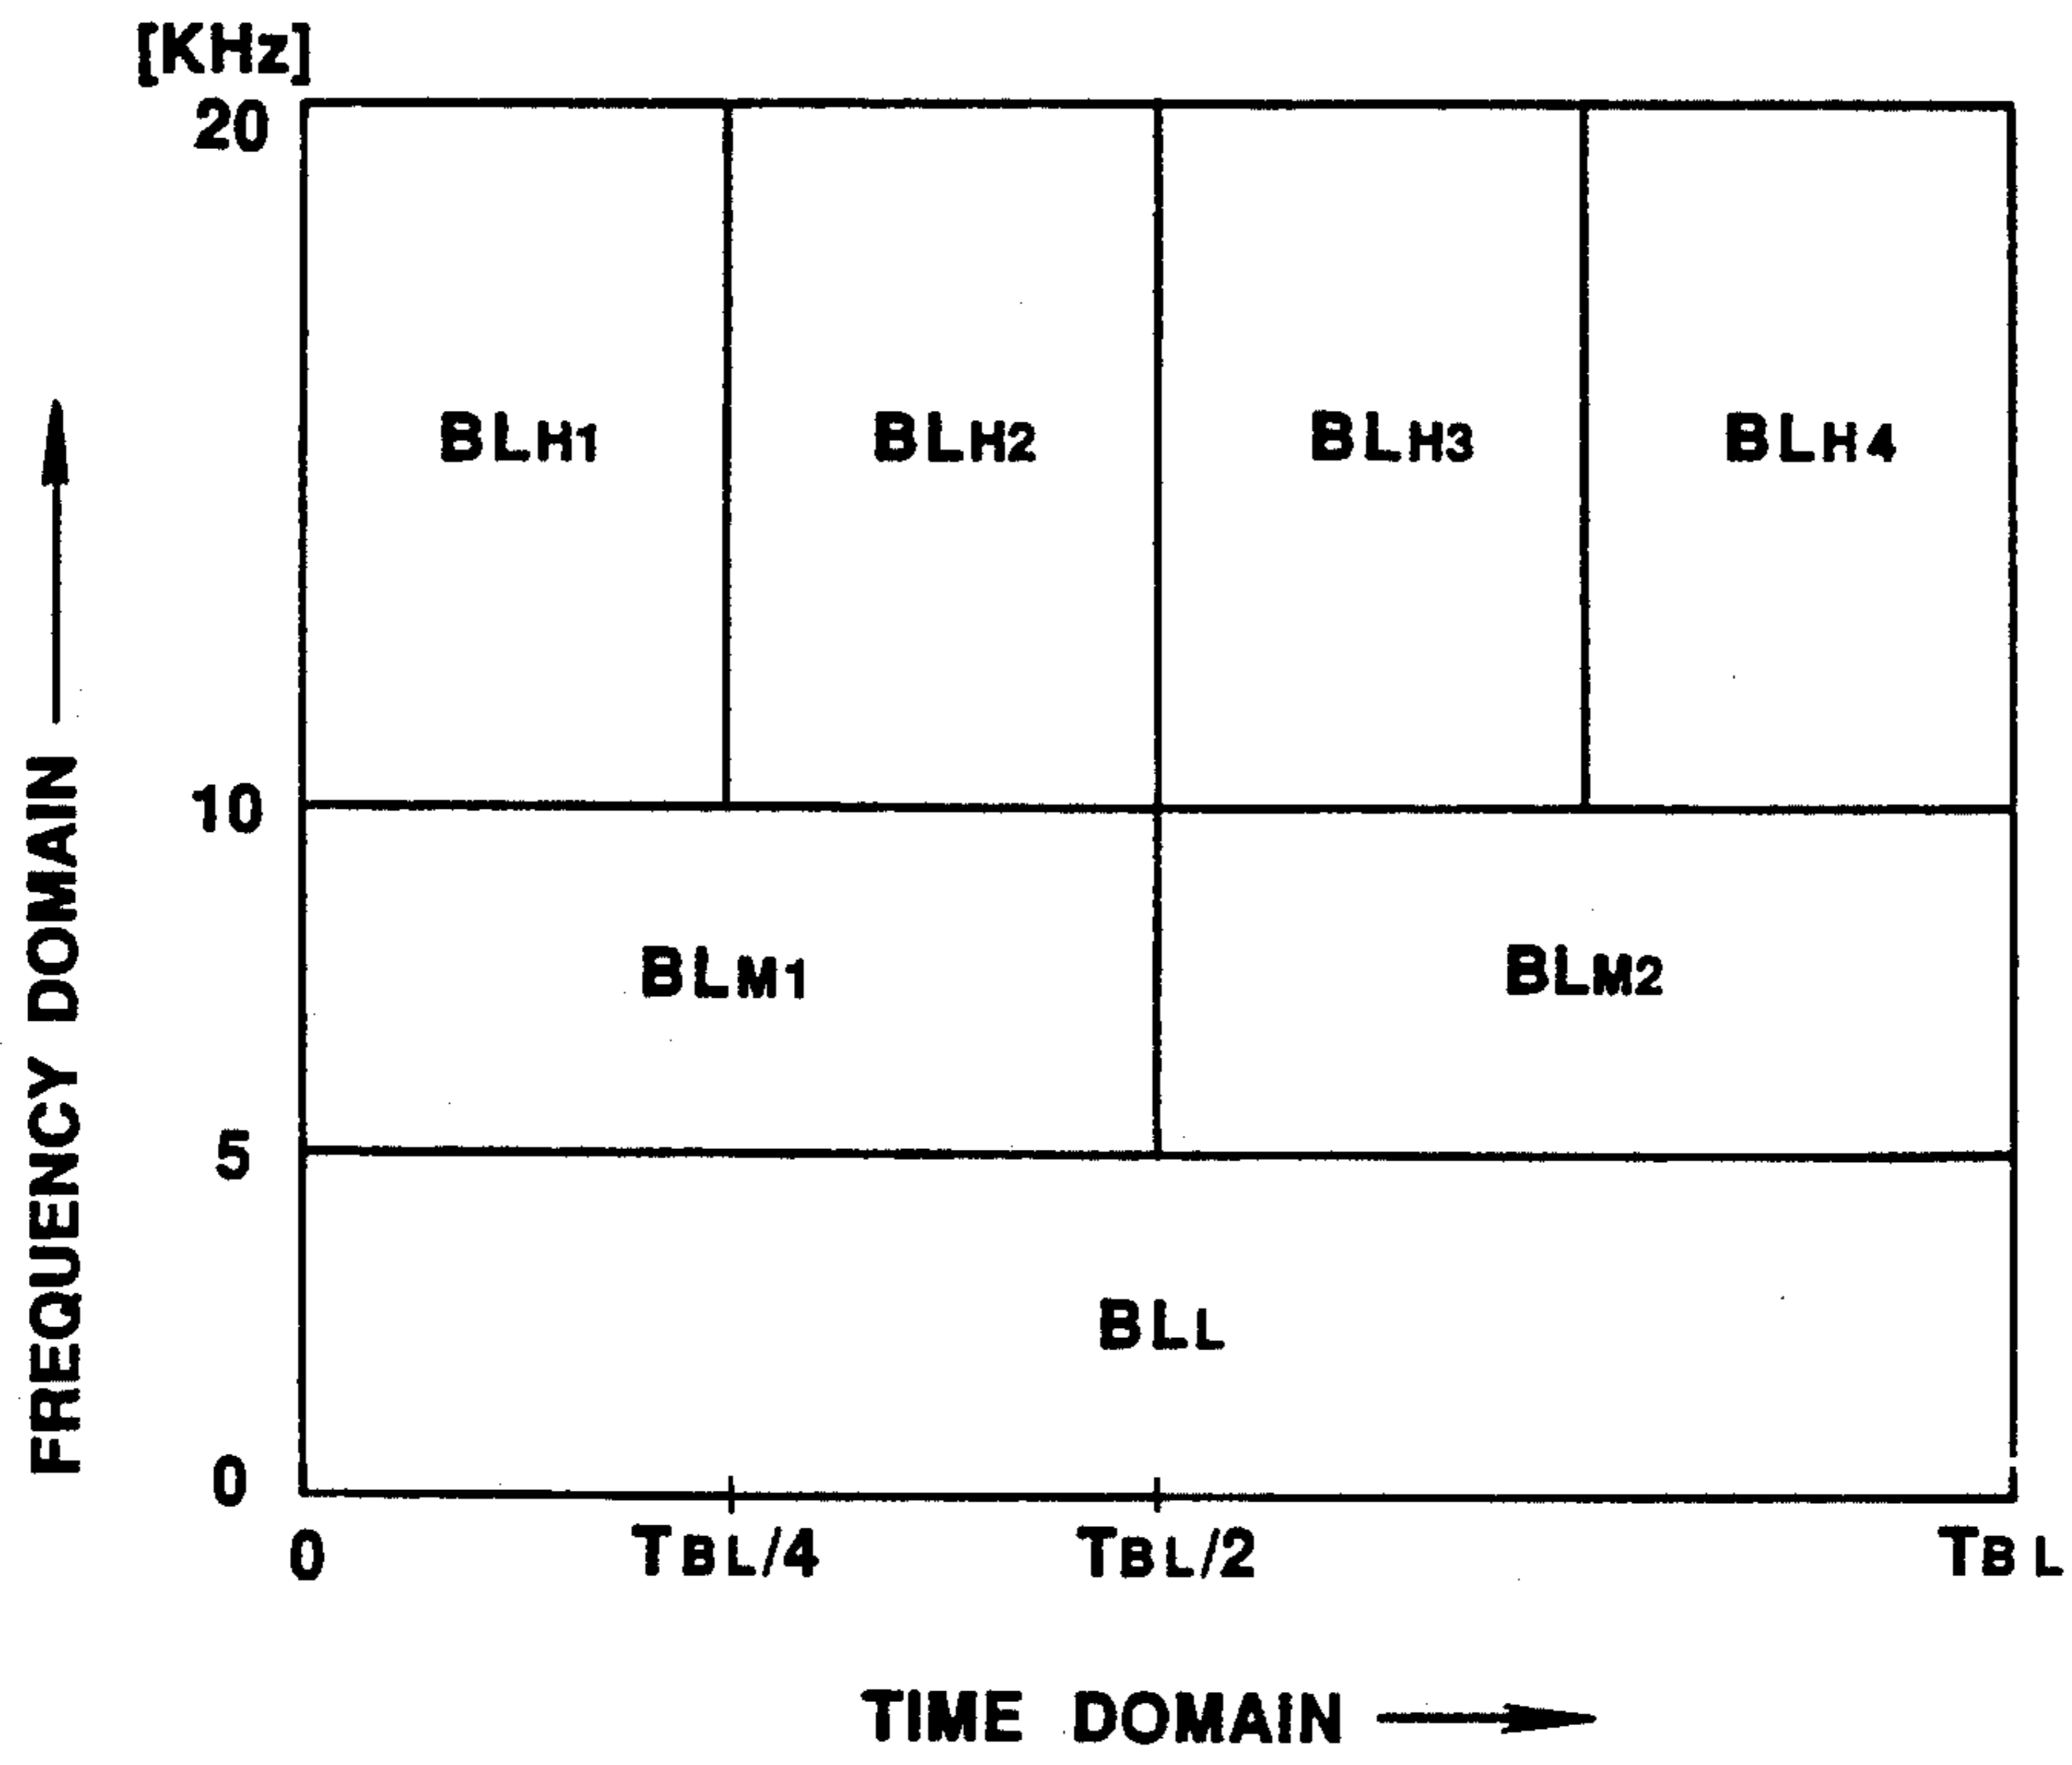 [KHz]
20
BLH1 BLH2 BLH3 BLH4
10
BLM1 BLM2
5
BLL
0
0 TBL/4 TBL/2 TBL
FREQUENCY DOMAIN
TIME DOMAIN